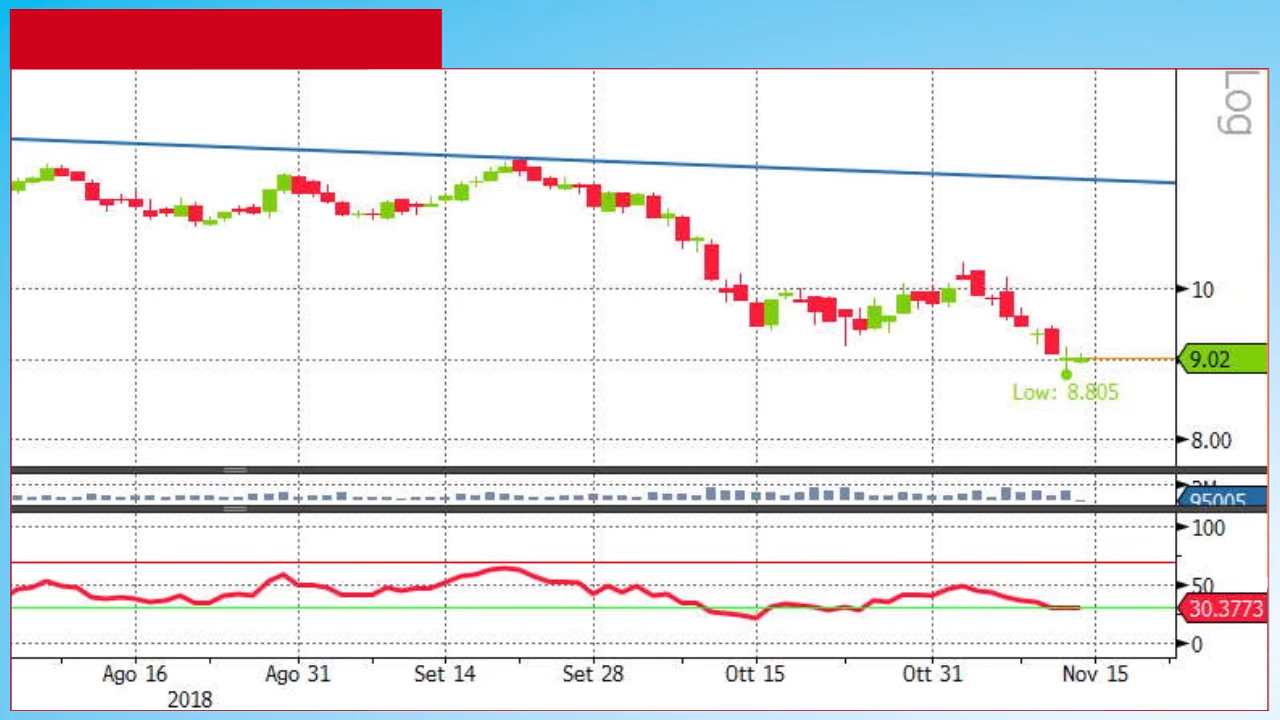 Log
10
9.02
Low: 8.805
8.00
95005
100
50
30.3773
0
Ago 16
Ago 31
Set 14
Set 28
Ott 15
Ott 31
Nov 15
2018